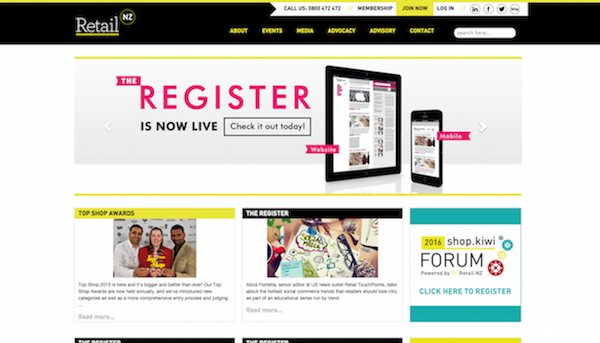 CALL US: 0800 472 472 // MEMBERSHIP JOIN NOW LOG IN //
Retail NZ
ABOUT EVENTS MEDIA ADVOCACY ADVISORY CONTACT search here...
THE
REGISTER
IS NOW LIVE Check it out today!
Website
Mobile
TOP SHOP AWARDS
Top Shop 2015 is here and it's bigger and better than ever! Our Top
Shop Awards are now held annually, and we've introduced new
categories as well as a more comprehensive entry process and judging
...
Read more...
THE REGISTER
SOCIAL MEDIA
Alicia Fiorletta, senior editor at US news outlet Retail TouchPoints, talks
about the hottest social commerce trends that retailers should look into,
as part of an educational series run by Vend.
Read more...
2016 shop.kiwi
FORUM
Powered by // Retail NZ
CLICK HERE TO REGISTER